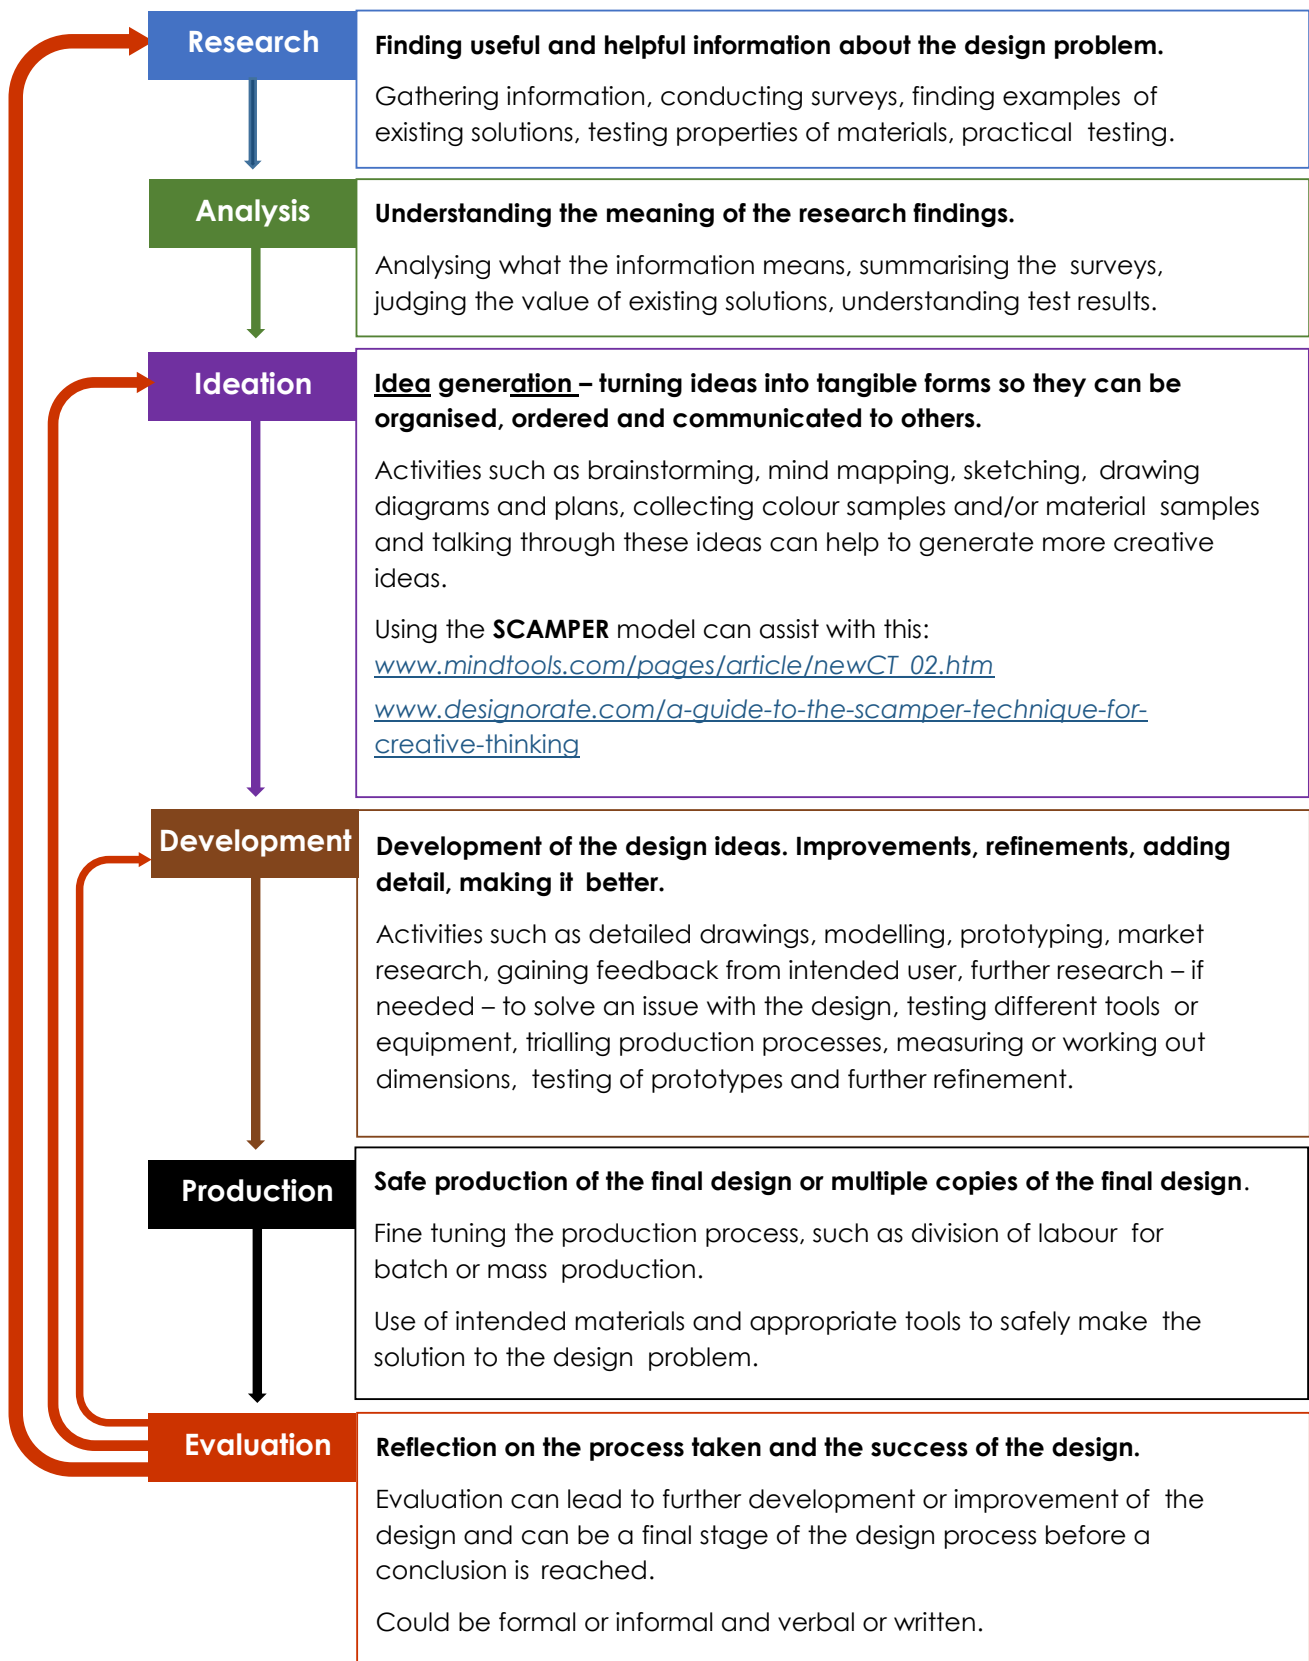 Research
Finding useful and helpful information about the design problem.
Gathering information, conducting surveys, finding examples of
existing solutions, testing properties of materials, practical testing.
Analysis
Understanding the meaning of the research findings.
Analysing what the information means, summarising the surveys,
judging the value of existing solutions, understanding test results.
Ideation
Idea generation – turning ideas into tangible forms so they can be
organised, ordered and communicated to others.
Activities such as brainstorming, mind mapping, sketching, drawing
diagrams and plans, collecting colour samples and/or material samples
and talking through these ideas can help to generate more creative
ideas.
Using the SCAMPER model can assist with this:
www.mindtools.com/pages/article/newCT_02.htm
www.designorate.com/a-guide-to-the-scamper-technique-for-
creative-thinking
Development
Development of the design ideas. Improvements, refinements, adding
detail, making it better.
Activities such as detailed drawings, modelling, prototyping, market
research, gaining feedback from intended user, further research – if
needed – to solve an issue with the design, testing different tools or
equipment, trialling production processes, measuring or working out
dimensions, testing of prototypes and further refinement.
Production
Safe production of the final design or multiple copies of the final design.
Fine tuning the production process, such as division of labour for
batch or mass production.
Use of intended materials and appropriate tools to safely make the
solution to the design problem.
Evaluation
Reflection on the process taken and the success of the design.
Evaluation can lead to further development or improvement of the
design and can be a final stage of the design process before a
conclusion is reached.
Could be formal or informal and verbal or written.